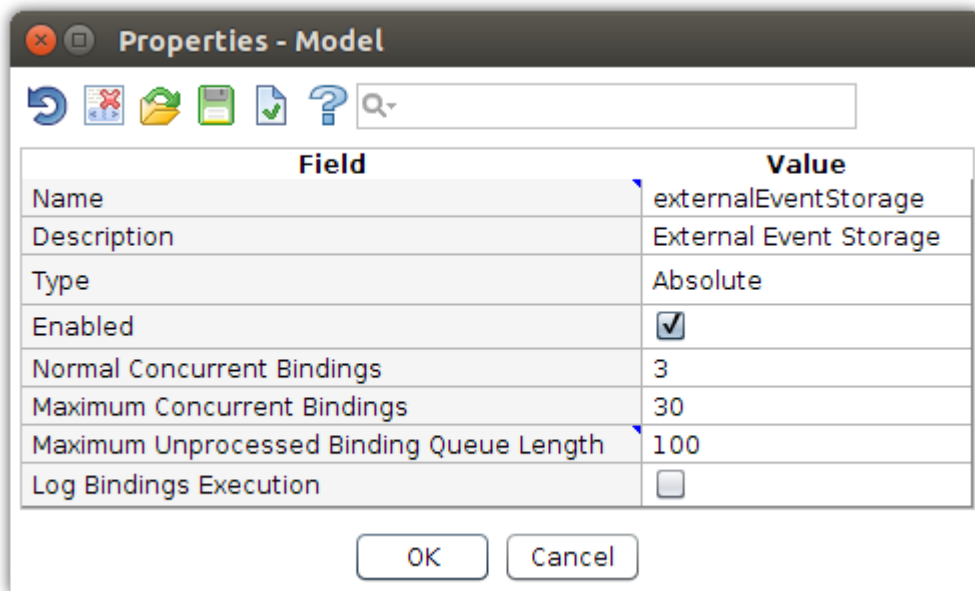 Properties - Model
Field Value
Name externalEventStorage
Description External Event Storage
Type Absolute
Enabled
Normal Concurrent Bindings 3
Maximum Concurrent Bindings 30
Maximum Unprocessed Binding Queue Length 100
Log Bindings Execution
OK Cancel